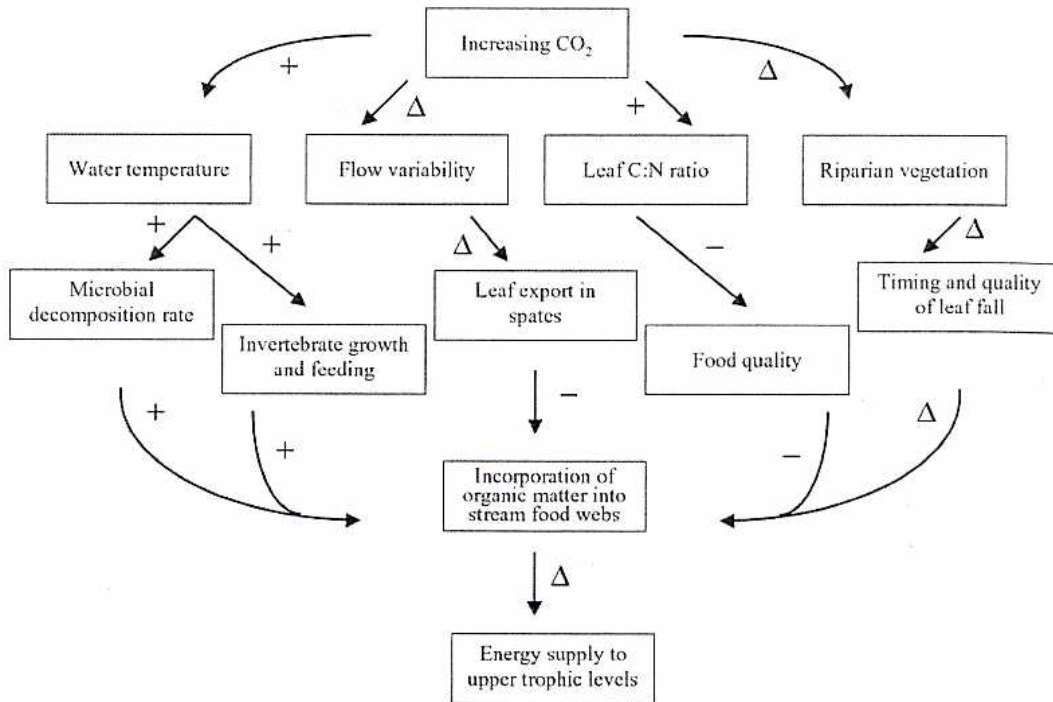 Increasing CO₂
+
Δ
+
Δ
Water temperature
Flow variability
Leaf C:N ratio
Riparian vegetation
+
+
Δ
−
Δ
Microbial
decomposition rate
Invertebrate growth
and feeding
Leaf export in
spates
Food quality
Timing and quality
of leaf fall
+
+
−
−
Δ
Incorporation of
organic matter into
stream food webs
Δ
Energy supply to
upper trophic levels